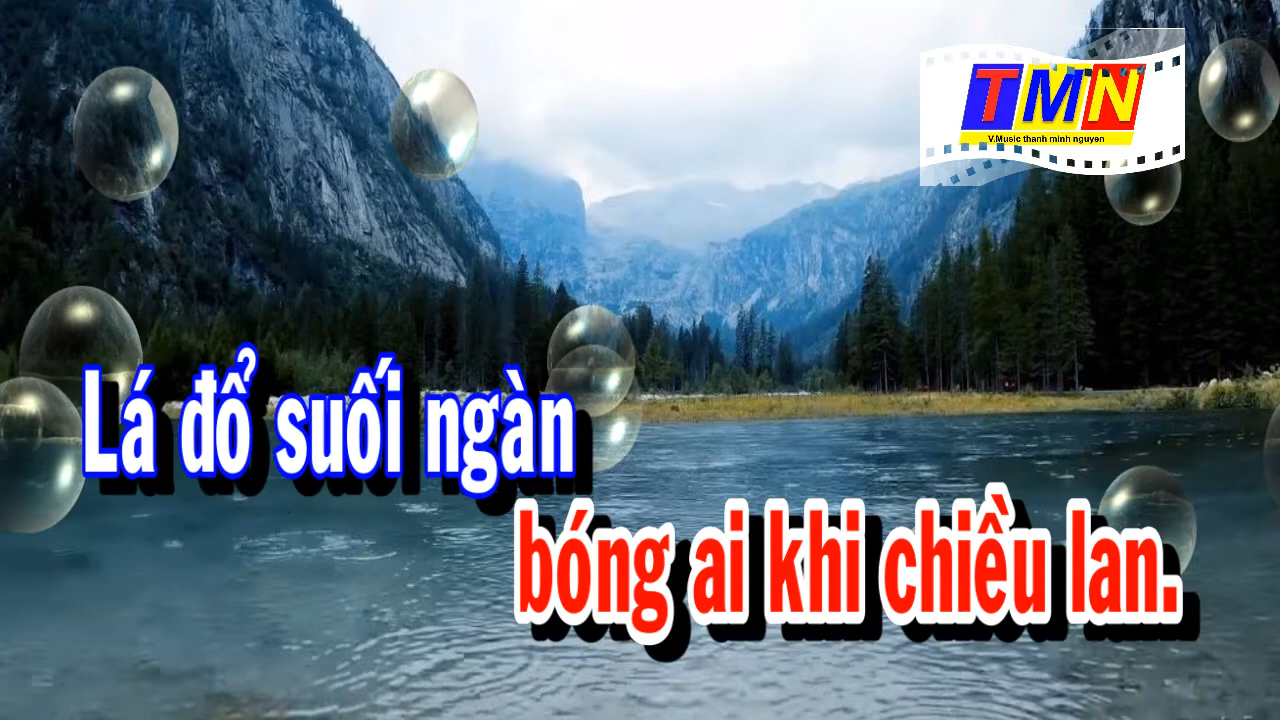 TMN
V.Music thanh minh nguyen
Lá đổ suối ngàn
bóng ai khi chiều lan.